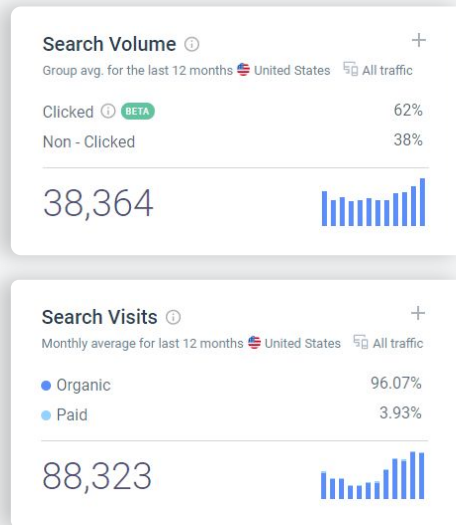 Search Volume
Group avg. for the last 12 months United States All traffic
Clicked BETA 62%
Non - Clicked 38%
38,364
Search Visits
Monthly average for last 12 months United States All traffic
Organic 96.07%
Paid 3.93%
88,323